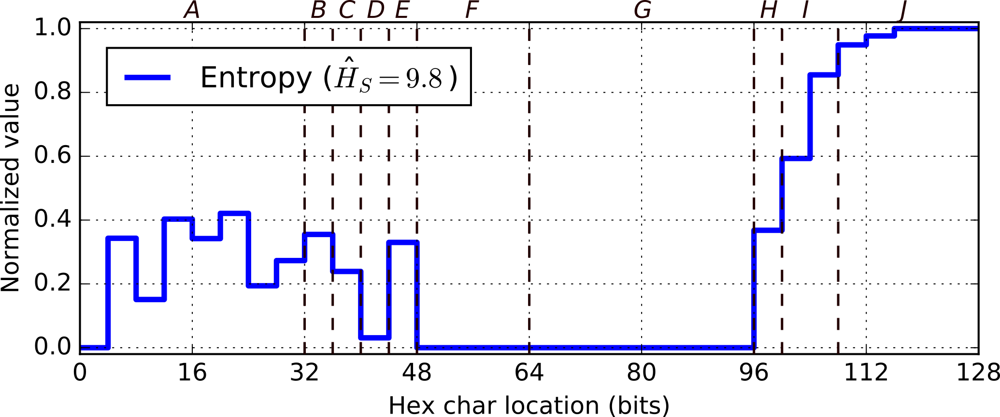 A B C D E F G H I J
1.0
0.8
0.6
0.4
0.2
0.0
Normalized value
Entropy (Ĥ_S = 9.8)
0 16 32 48 64 80 96 112 128
Hex char location (bits)